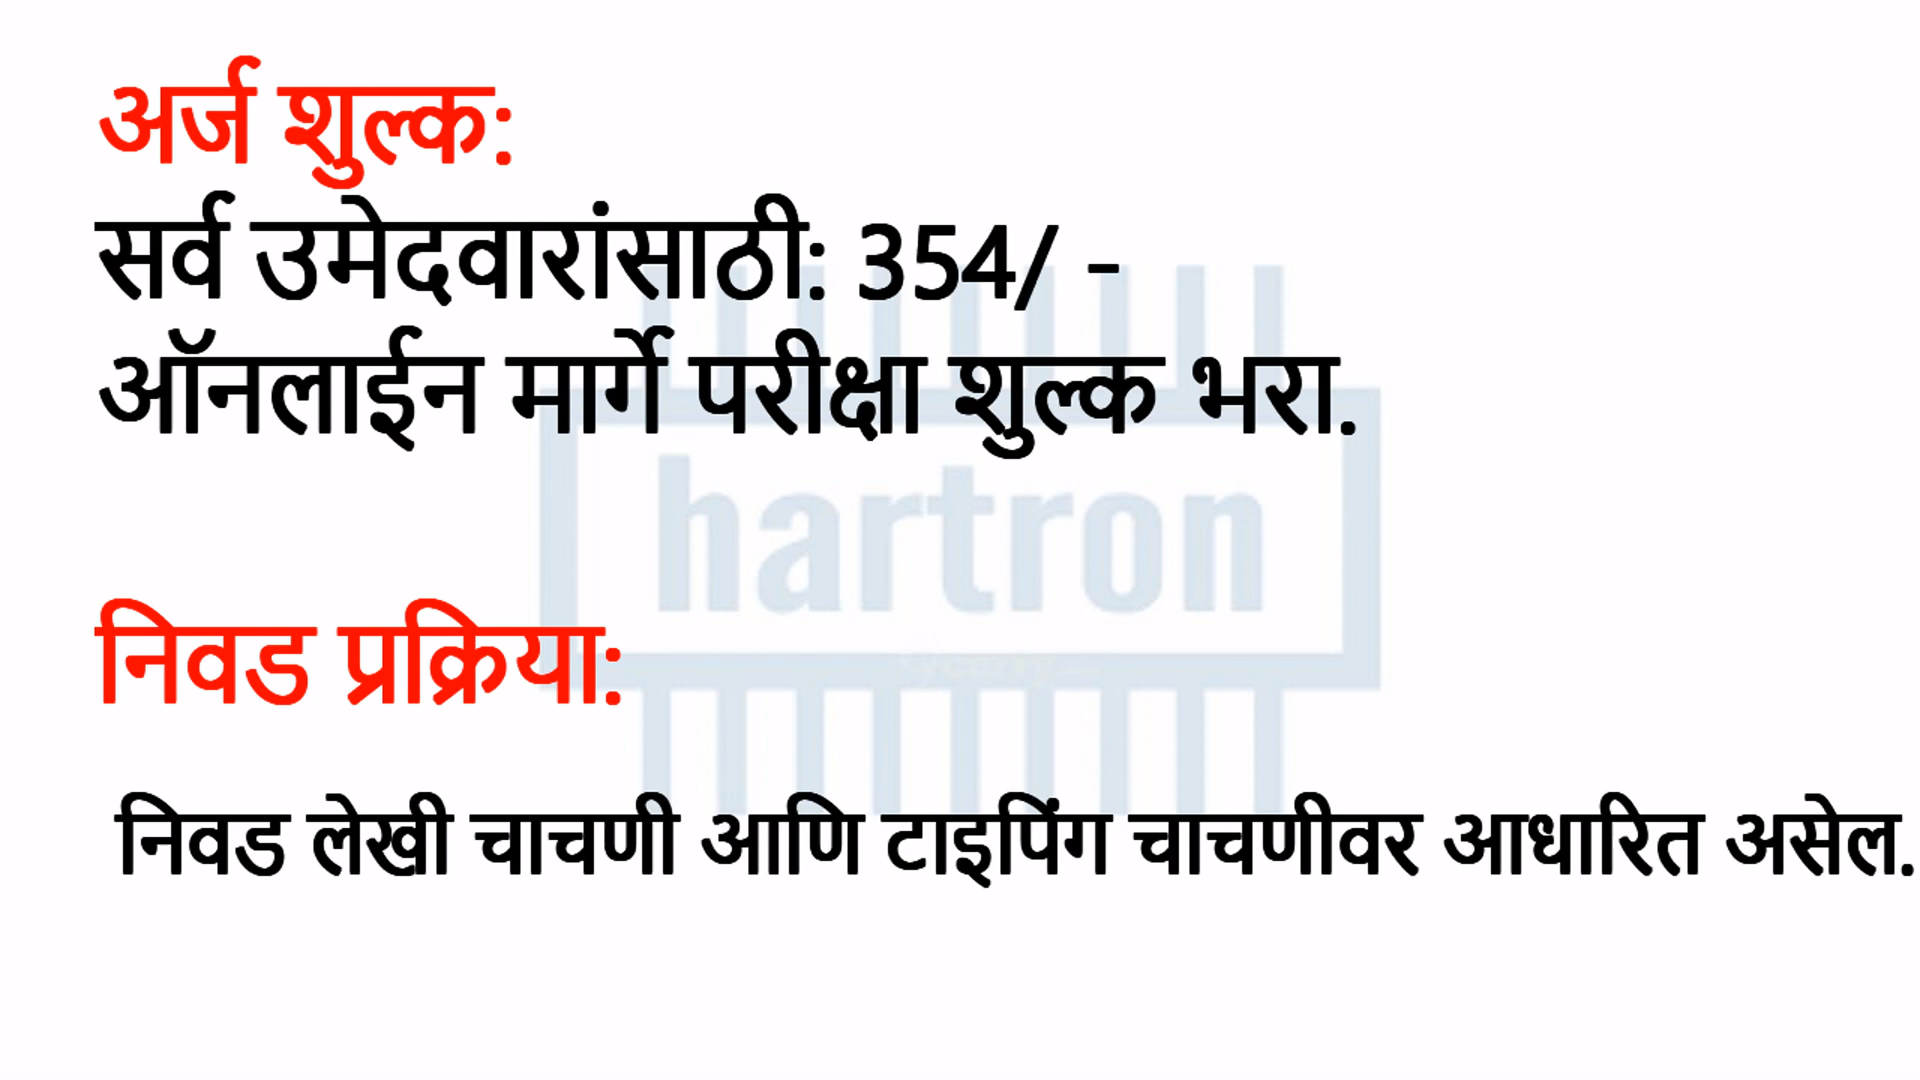 अर्ज शुल्क:
सर्व उमेदवारांसाठी: 354/ -
ऑनलाईन मार्गे परीक्षा शुल्क भरा.
hartron
निवड प्रक्रिया:
निवड लेखी चाचणी आणि टाइपिंग चाचणीवर आधारित असेल.